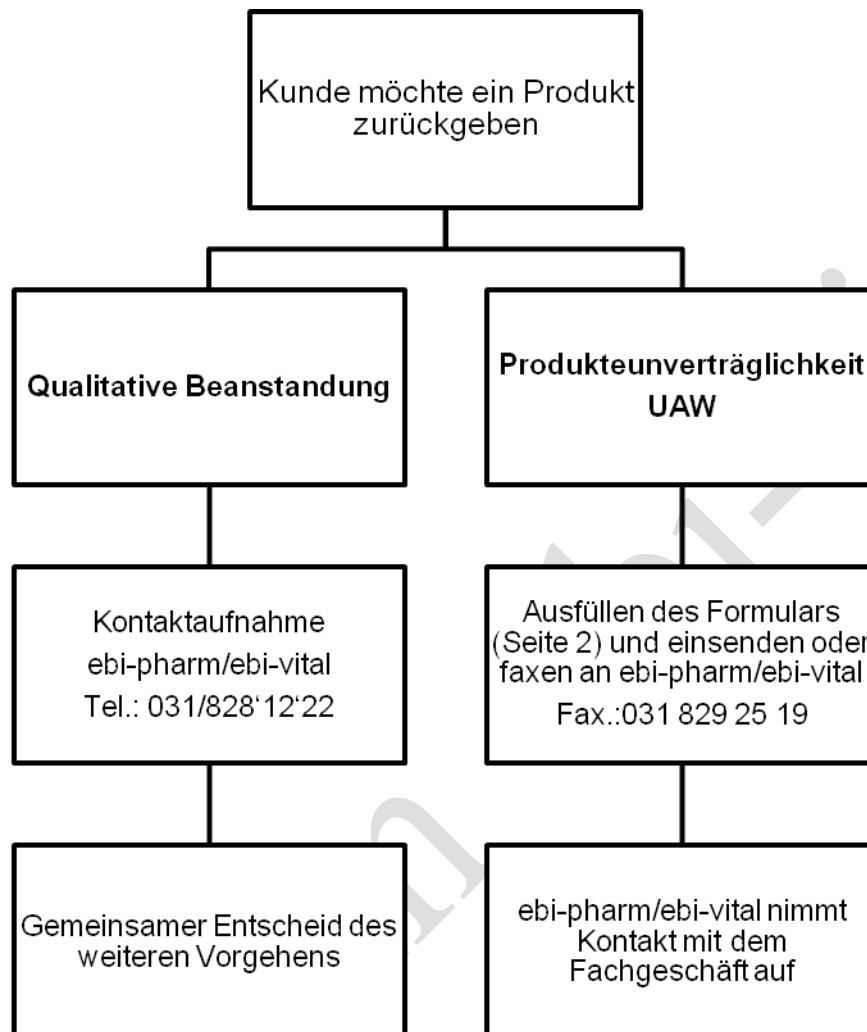 Kunde möchte ein Produkt
zurückgeben
Qualitative Beanstandung
Produkteunverträglichkeit
UAW
Kontaktaufnahme
ebi-pharm/ebi-vital
Tel.: 031/828‘12‘22
Ausfüllen des Formulars
(Seite 2) und einsenden oder
faxen an ebi-pharm/ebi-vital
Fax.:031 829 25 19
Gemeinsamer Entscheid des
weiteren Vorgehens
ebi-pharm/ebi-vital nimmt
Kontakt mit dem
Fachgeschäft auf